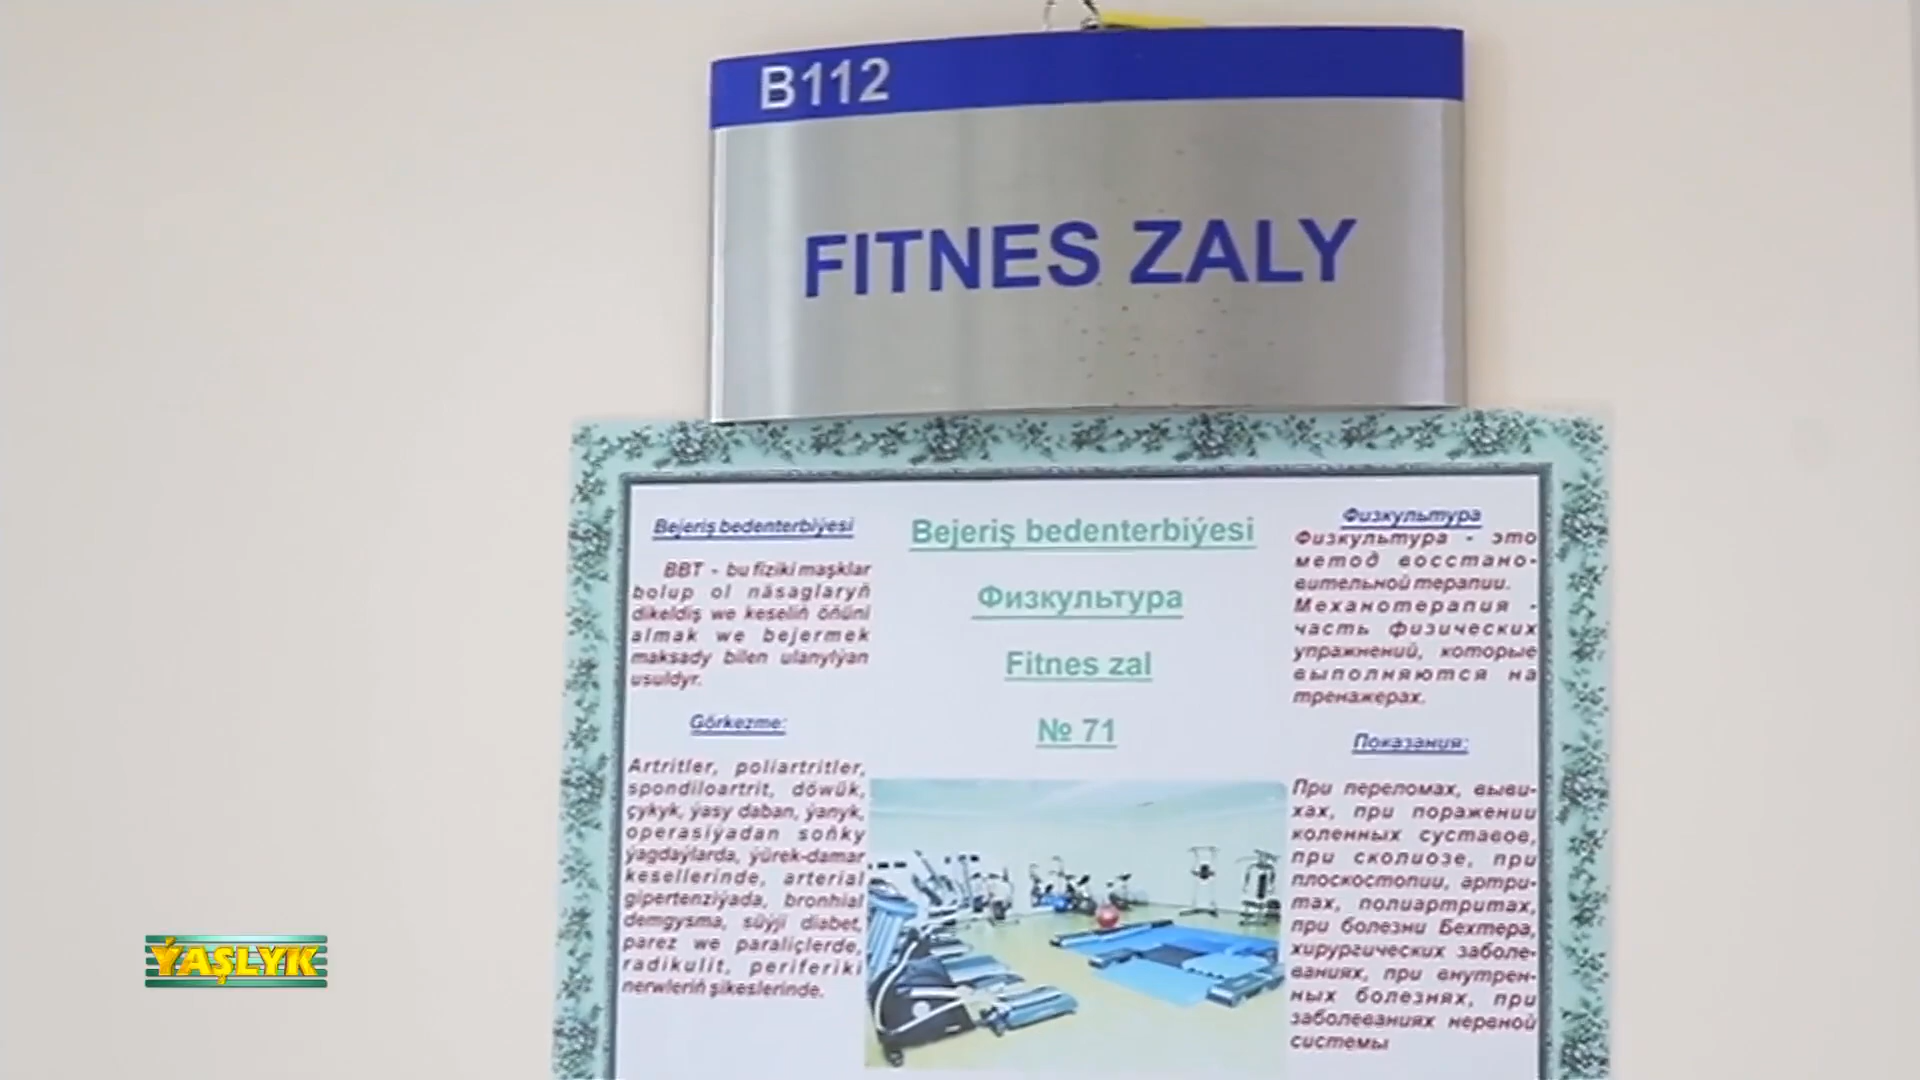 B112
FITNES ZALY
Bejeriş bedenterbiýesi
BBT - bu fiziki maşklar
bolup ol näsaglaryň
dikeldiş we keseliň öňüni
almak we bejermek
maksady bilen ulanylýan
usuldyr.
Görkezme:
Artritler, poliartritler,
spondiloartrit, döwük,
çykyk, ýasy daban, ýanyk,
operasiýadan soňky
ýagdaýlarda, ýürek-damar
kesellerinde, arterial
gipertenziýada, bronhial
demgysma, süýji diabet,
parez we paraliçlerde,
radikulit, periferiki
nerwleriň şikeslerinde.
Bejeriş bedenterbiýesi
Физкультура
Fitnes zal
№ 71
Физкультура
Физкультура - это
метод восстано-
вительной терапии.
Механотерапия -
часть физических
упражнений, которые
выполняются на
тренажерах.
Показания:
При переломах, выви-
хах, при поражении
коленных суставов,
при сколиозе, при
плоскостопии, артри-
тах, полиартритах,
при болезни Бехтера,
хирургических заболе-
ваниях, при внутрен-
ных болезнях, при
заболеваниях нервной
системы
ÝAŞLYK